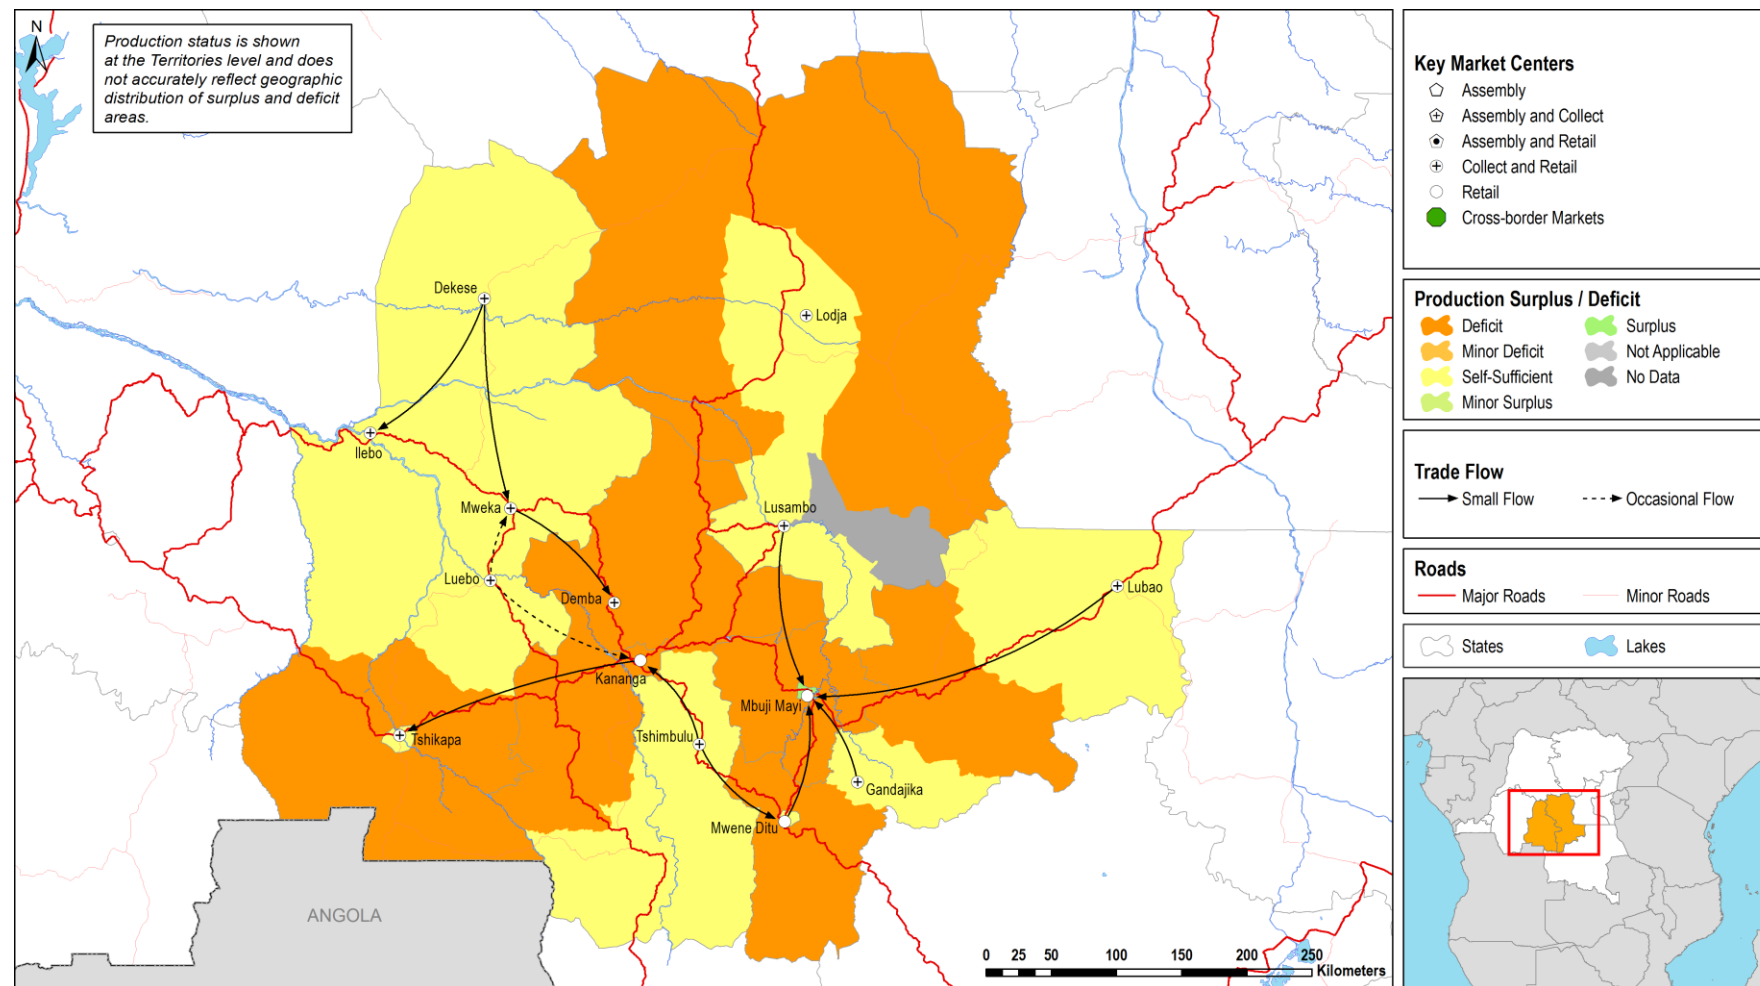 N
Production status is shown
at the Territories level and does
not accurately reflect geographic
distribution of surplus and deficit
areas.
Dekese
Lodja
Ilebo
Mweka
Lusambo
Luebo
Demba
Lubao
Kananga
Mbuji Mayi
Tshikapa
Tshimbulu
Gandajika
Mwene Ditu
ANGOLA
0 25 50 100 150 200 250
Kilometers
Key Market Centers
Assembly
Assembly and Collect
Assembly and Retail
Collect and Retail
Retail
Cross-border Markets
Production Surplus / Deficit
Deficit Surplus
Minor Deficit Not Applicable
Self-Sufficient No Data
Minor Surplus
Trade Flow
Small Flow Occasional Flow
Roads
Major Roads Minor Roads
States Lakes